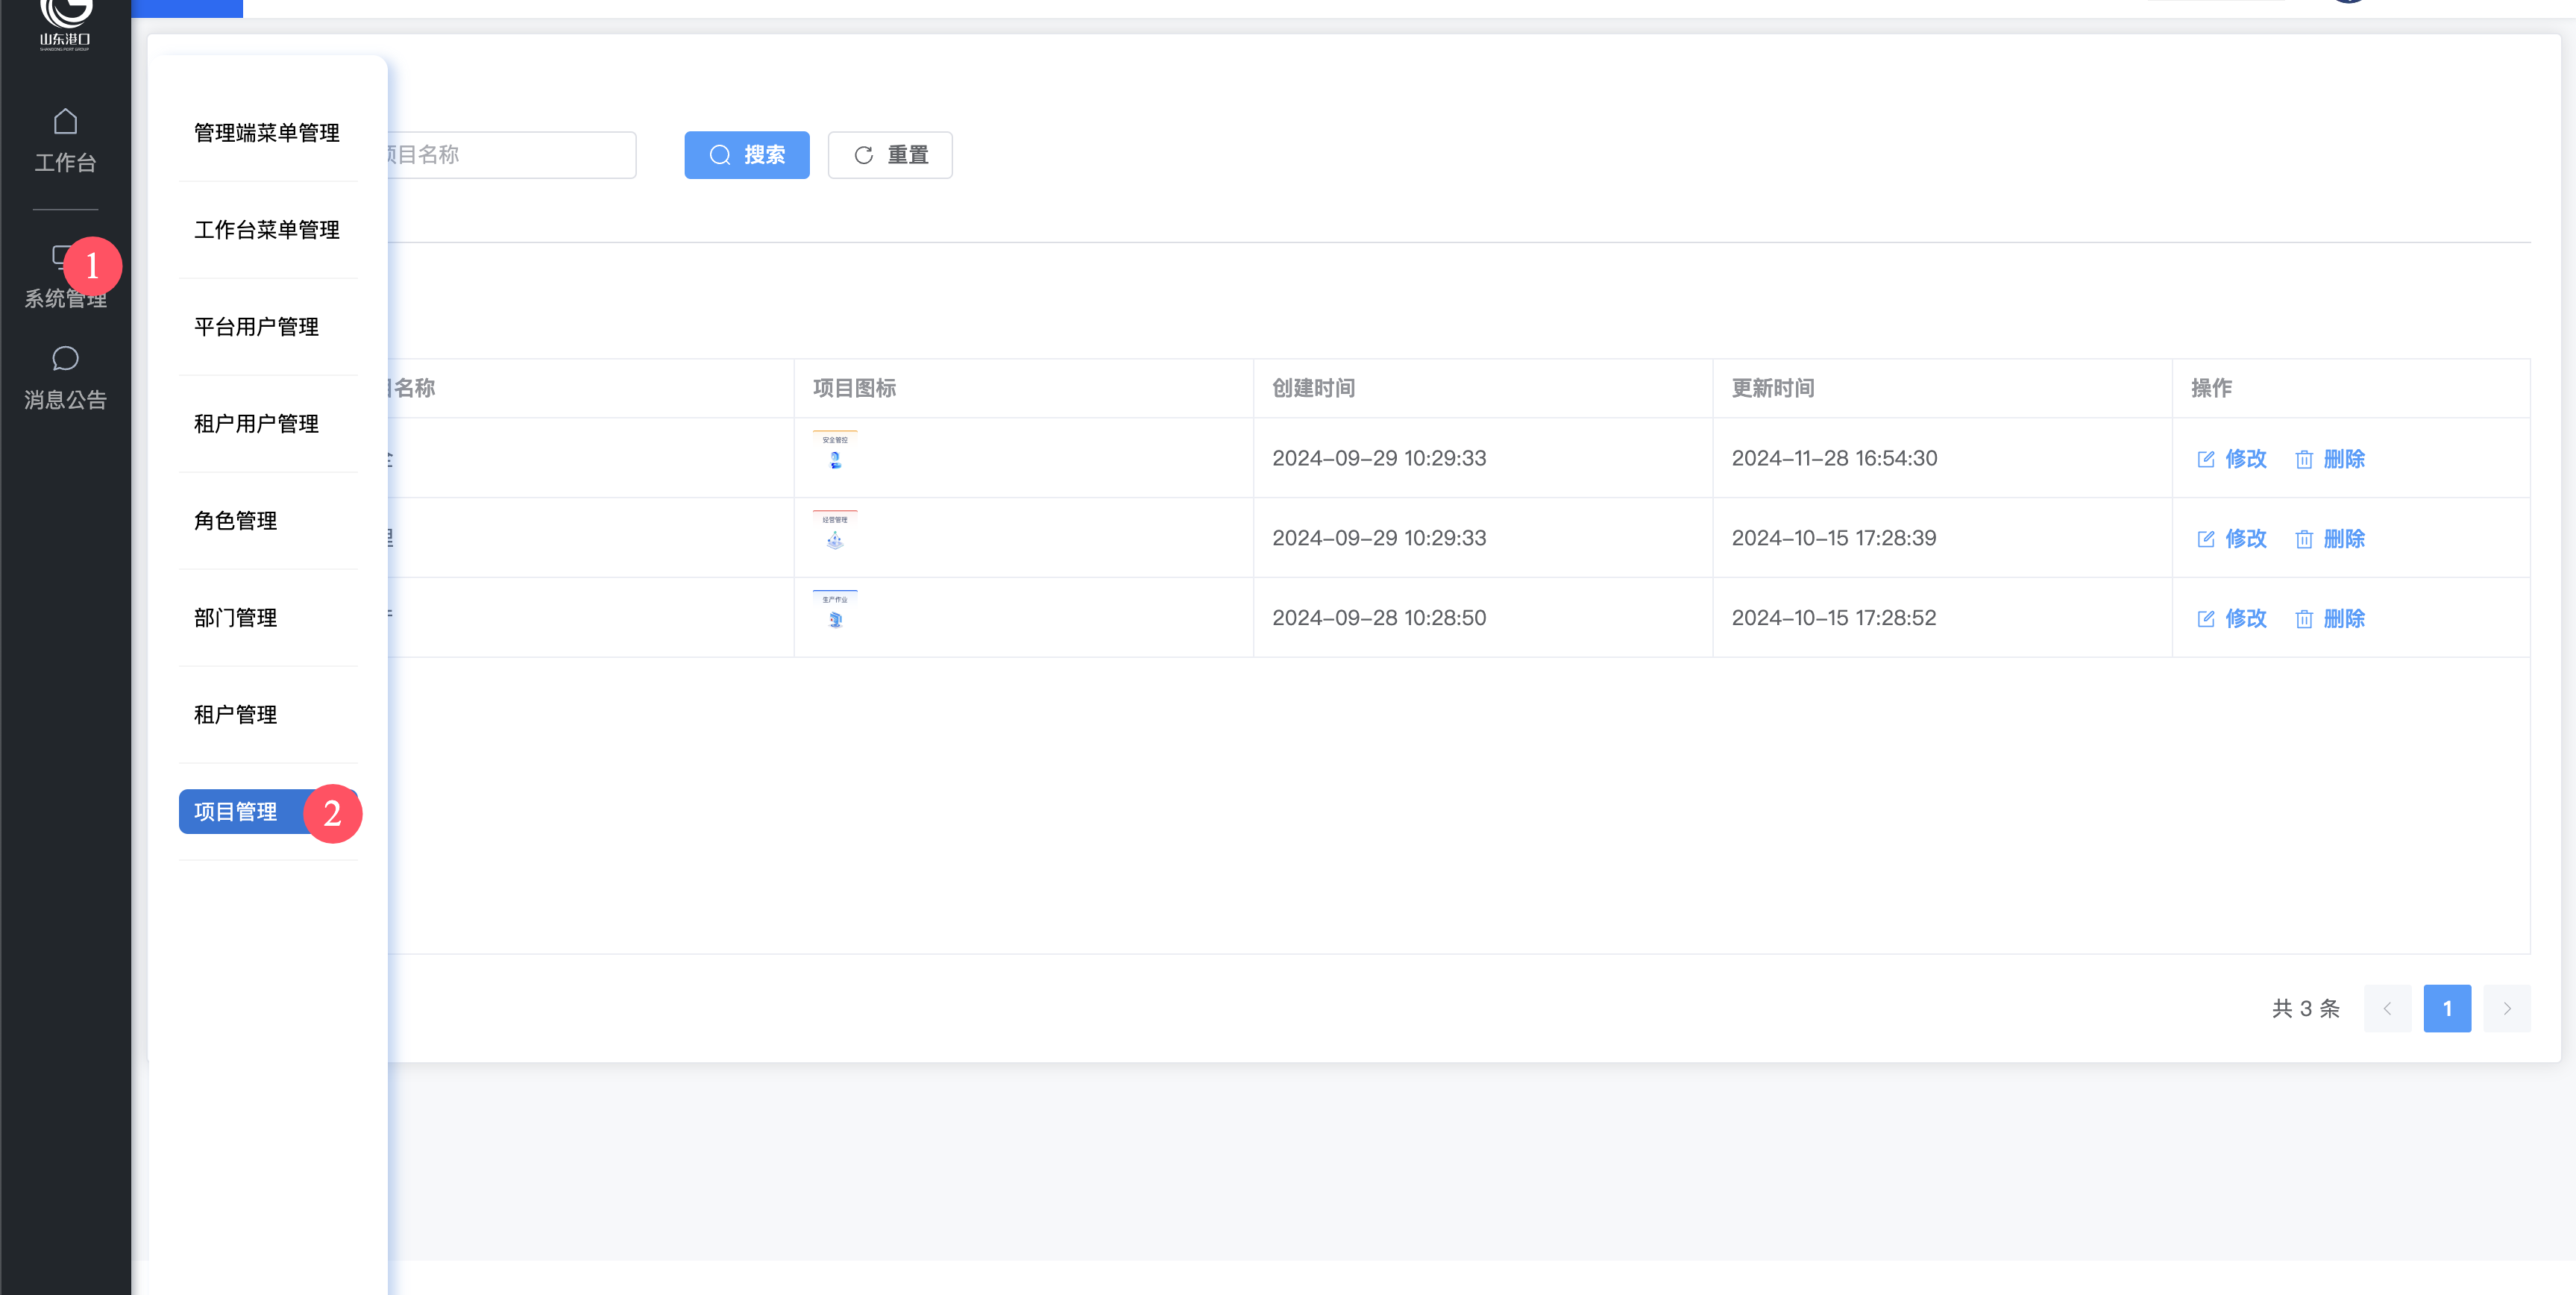 山东港口
SHANDONG PORT GROUP
工作台
1
系统管理
消息公告
管理端菜单管理
工作台菜单管理
平台用户管理
租户用户管理
角色管理
部门管理
租户管理
项目管理
2
项目名称
搜索
重置
目名称 项目图标 创建时间 更新时间 操作
安全管控 2024-09-29 10:29:33 2024-11-28 16:54:30 修改 删除
经营管理 2024-09-29 10:29:33 2024-10-15 17:28:39 修改 删除
生产作业 2024-09-28 10:28:50 2024-10-15 17:28:52 修改 删除
共 3 条 1